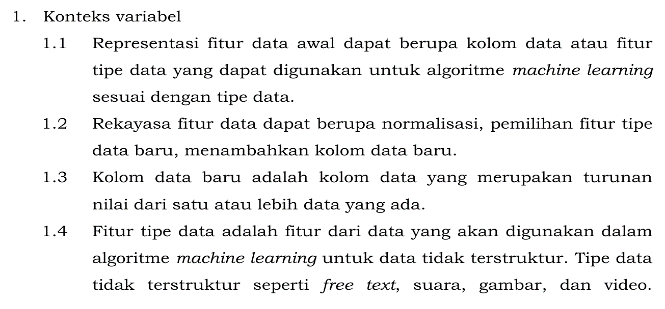 1. Konteks variabel
1.1 Representasi fitur data awal dapat berupa kolom data atau fitur
tipe data yang dapat digunakan untuk algoritme machine learning
sesuai dengan tipe data.
1.2 Rekayasa fitur data dapat berupa normalisasi, pemilihan fitur tipe
data baru, menambahkan kolom data baru.
1.3 Kolom data baru adalah kolom data yang merupakan turunan
nilai dari satu atau lebih data yang ada.
1.4 Fitur tipe data adalah fitur dari data yang akan digunakan dalam
algoritme machine learning untuk data tidak terstruktur. Tipe data
tidak terstruktur seperti free text, suara, gambar, dan video.